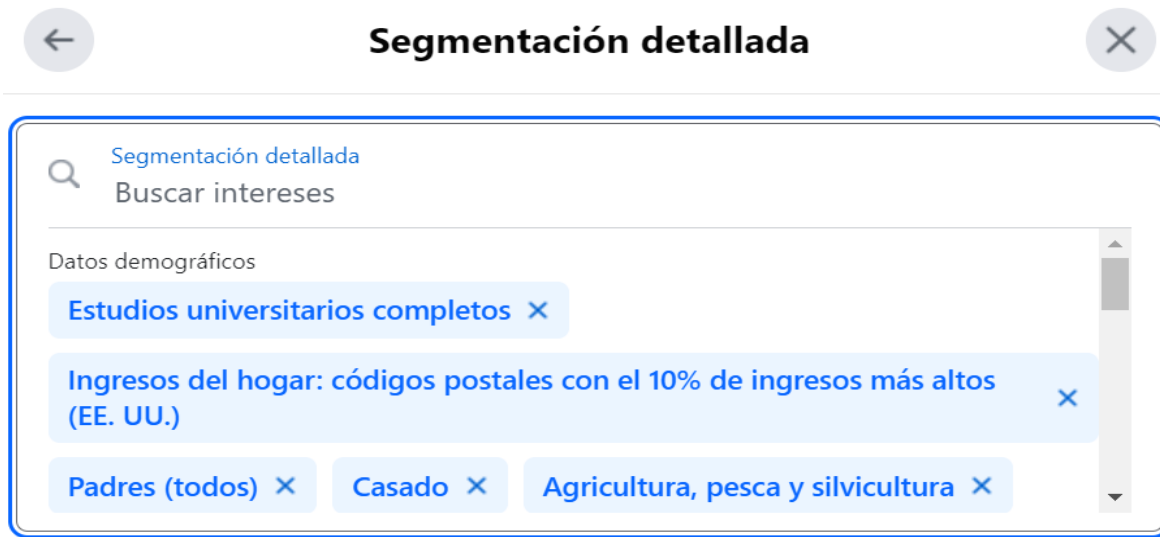 Segmentación detallada
Segmentación detallada
Buscar intereses
Datos demográficos
Estudios universitarios completos
Ingresos del hogar: códigos postales con el 10% de ingresos más altos
(EE. UU.)
Padres (todos) Casado Agricultura, pesca y silvicultura